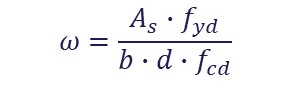 ω = A_s · f_yd / b · d · f_cd